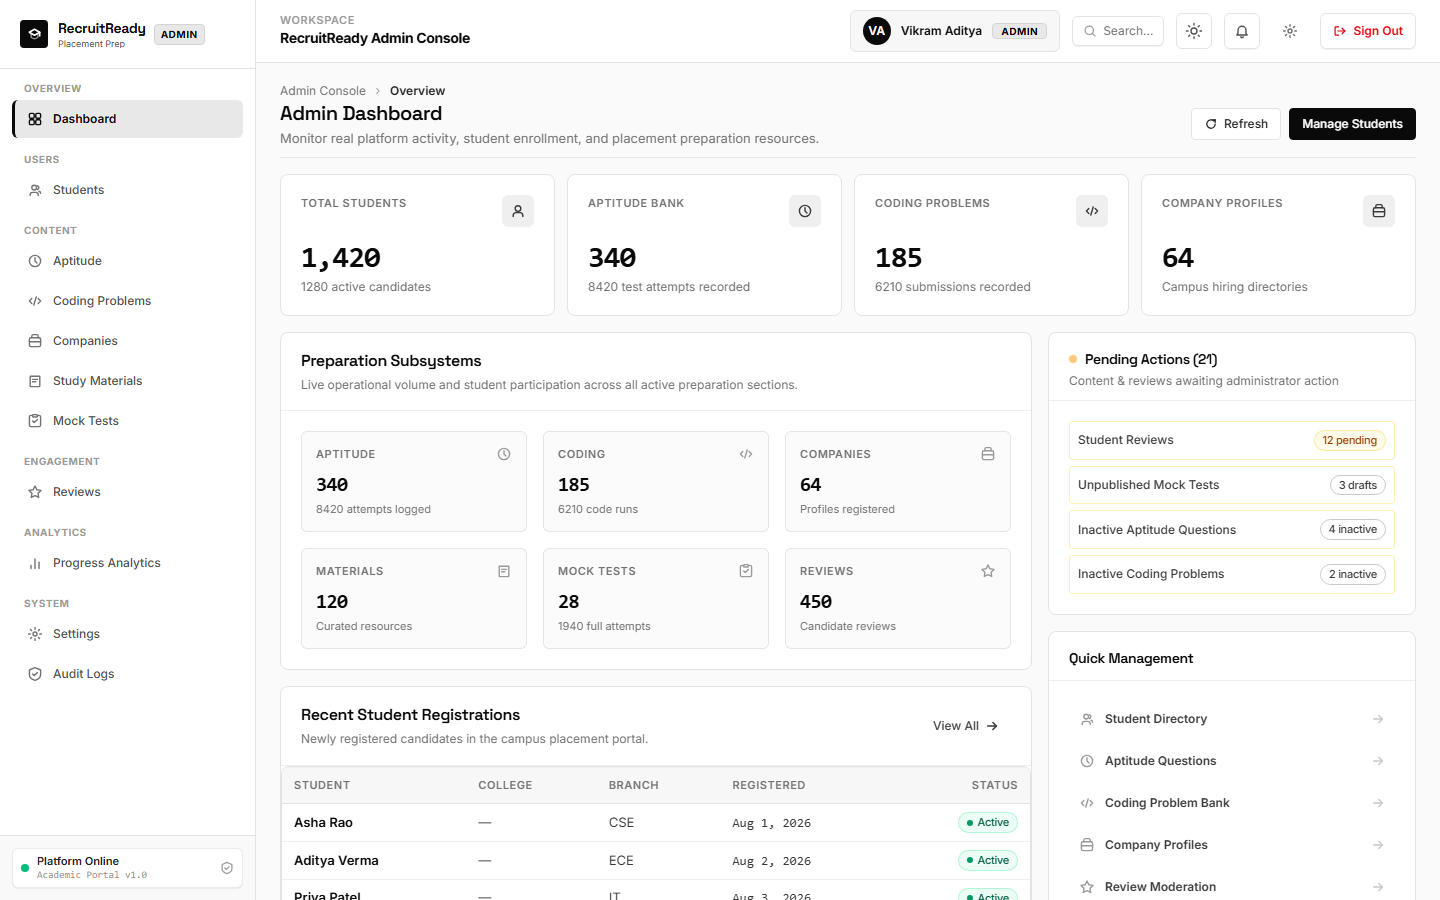 RecruitReady
Placement Prep
ADMIN
OVERVIEW
Dashboard
USERS
Students
CONTENT
Aptitude
Coding Problems
Companies
Study Materials
Mock Tests
ENGAGEMENT
Reviews
ANALYTICS
Progress Analytics
SYSTEM
Settings
Audit Logs
Platform Online
Academic Portal v1.0
WORKSPACE
RecruitReady Admin Console
VA Vikram Aditya ADMIN
Search...
Sign Out
Admin Console > Overview
Admin Dashboard
Monitor real platform activity, student enrollment, and placement preparation resources.
Refresh
Manage Students
TOTAL STUDENTS
1,420
1280 active candidates
APTITUDE BANK
340
8420 test attempts recorded
CODING PROBLEMS
185
6210 submissions recorded
COMPANY PROFILES
64
Campus hiring directories
Preparation Subsystems
Live operational volume and student participation across all active preparation sections.
APTITUDE
340
8420 attempts logged
CODING
185
6210 code runs
COMPANIES
64
Profiles registered
MATERIALS
120
Curated resources
MOCK TESTS
28
1940 full attempts
REVIEWS
450
Candidate reviews
Recent Student Registrations
Newly registered candidates in the campus placement portal.
View All →
STUDENT COLLEGE BRANCH REGISTERED STATUS
Asha Rao — CSE Aug 1, 2026 Active
Aditya Verma — ECE Aug 2, 2026 Active
Priya Patel — IT Aug 3, 2026 Active
Pending Actions (21)
Content & reviews awaiting administrator action
Student Reviews 12 pending
Unpublished Mock Tests 3 drafts
Inactive Aptitude Questions 4 inactive
Inactive Coding Problems 2 inactive
Quick Management
Student Directory →
Aptitude Questions →
Coding Problem Bank →
Company Profiles →
Review Moderation →